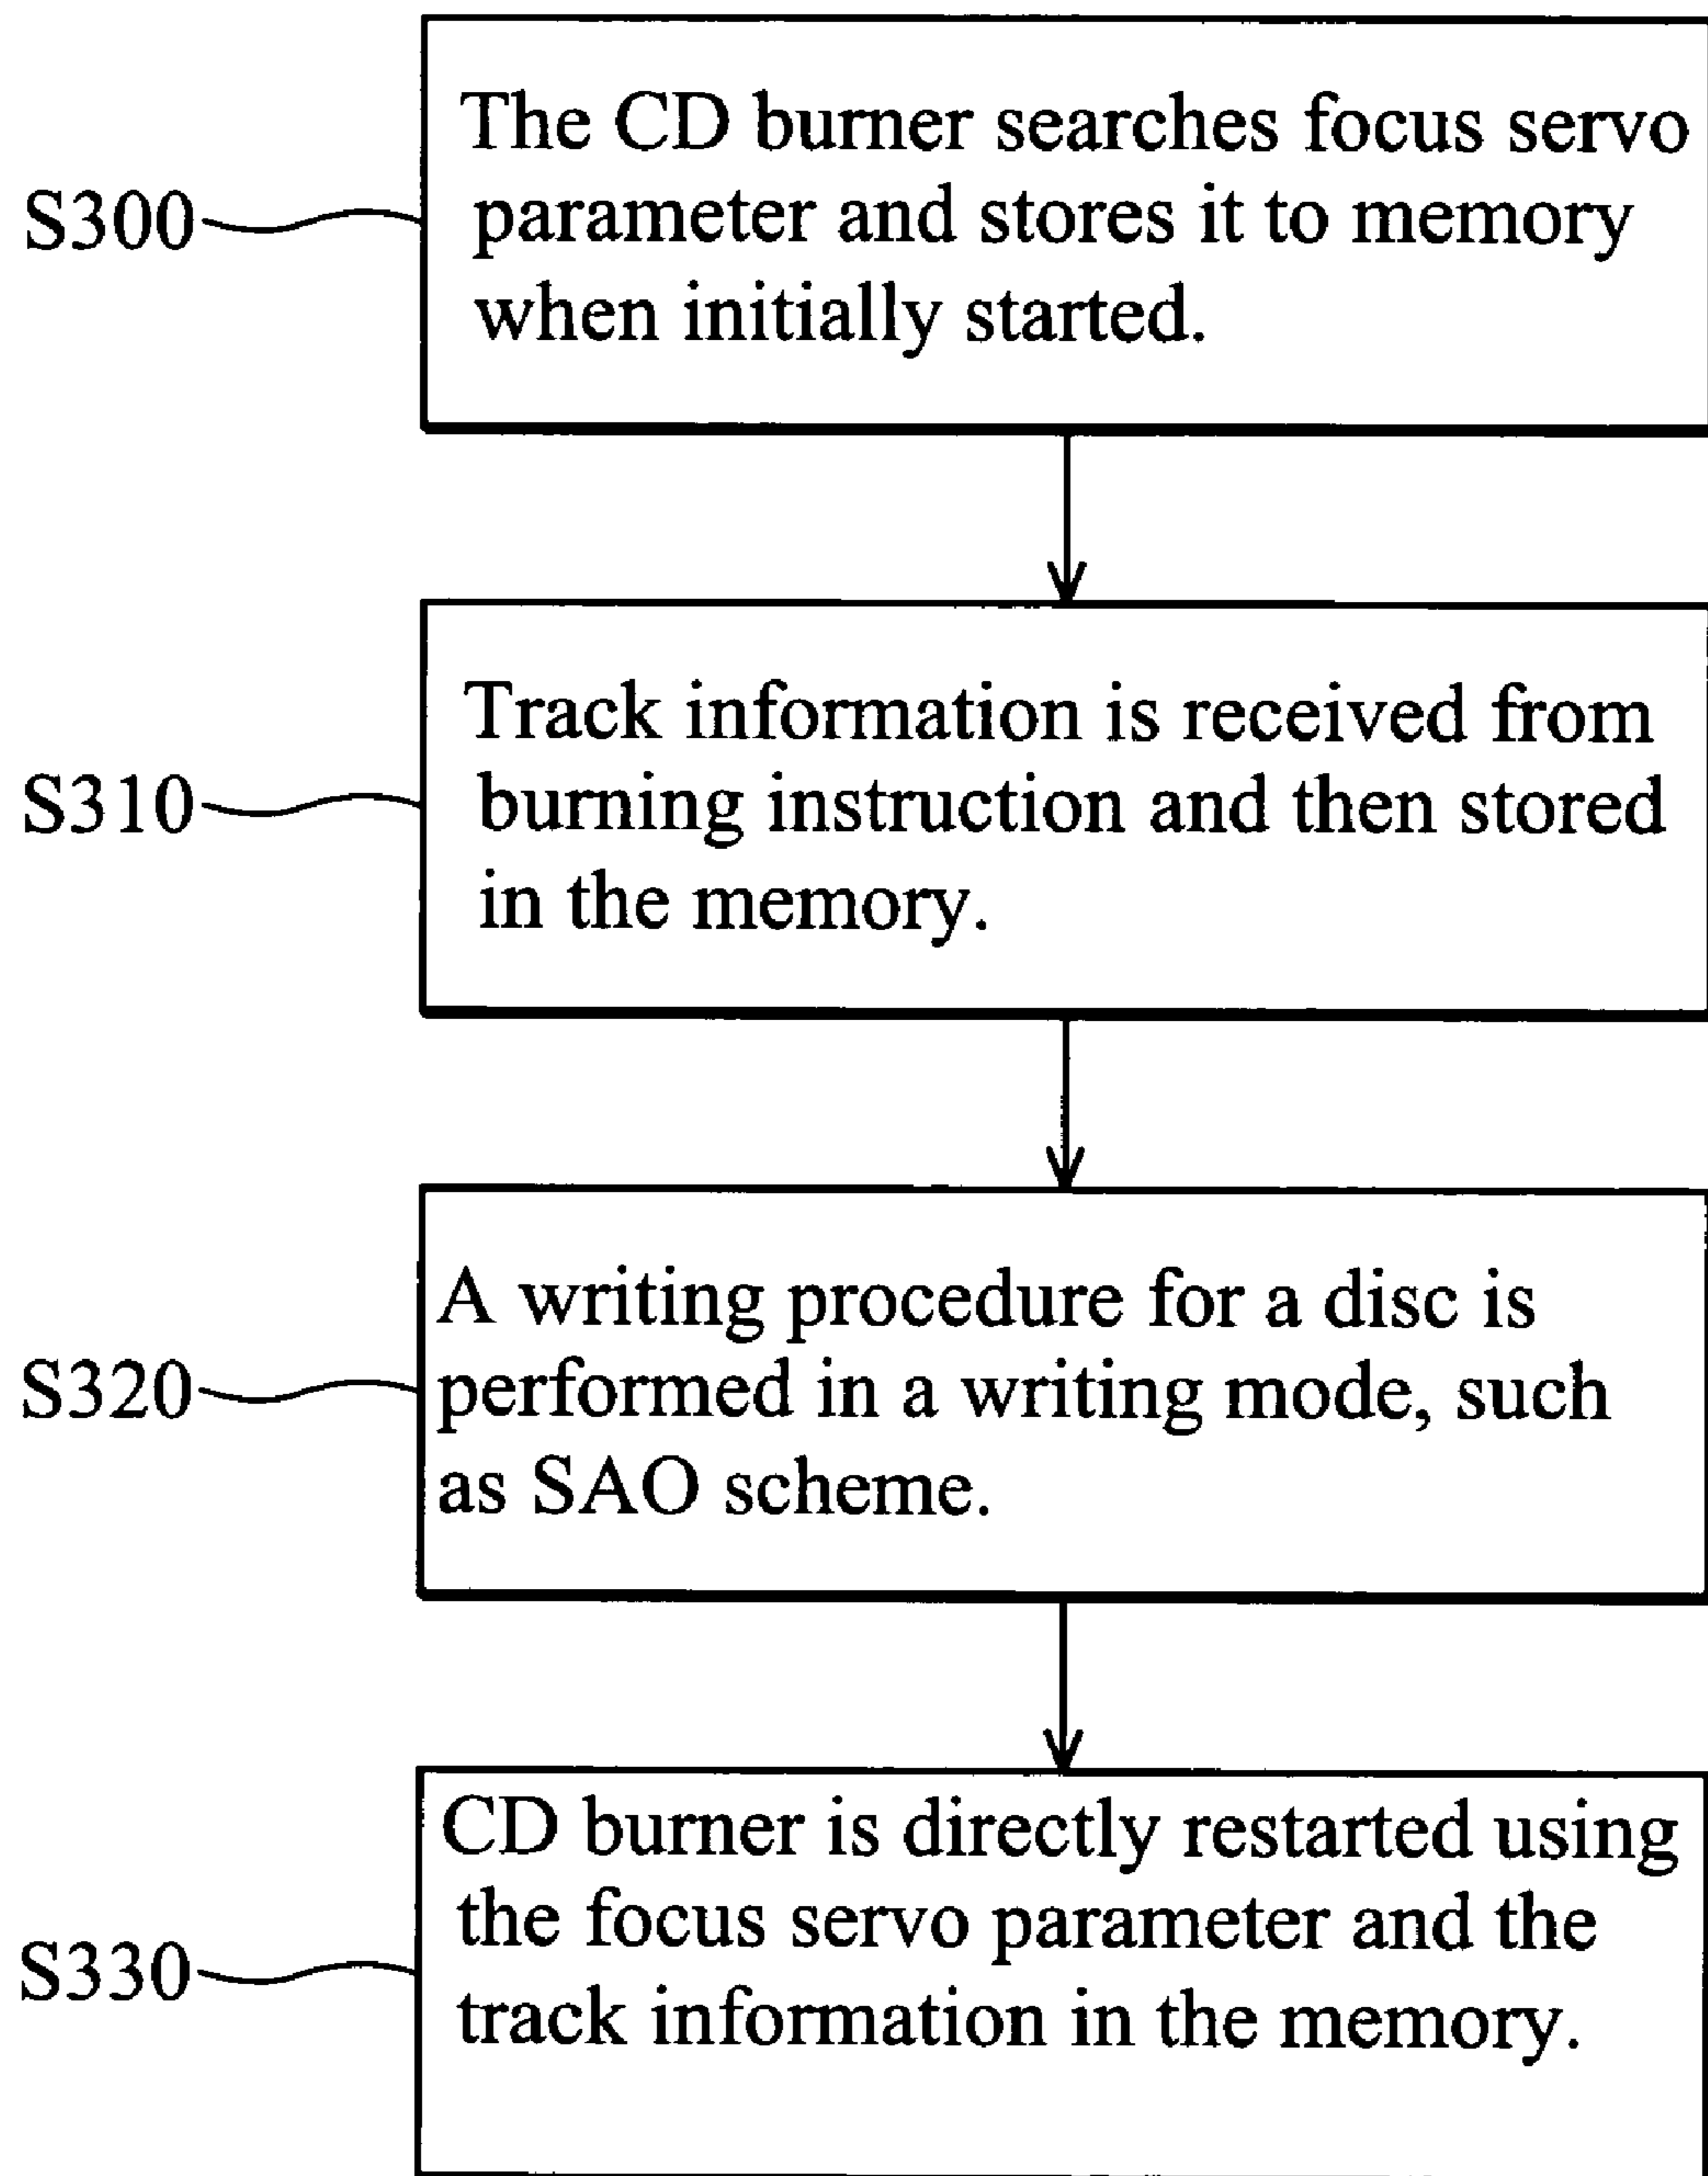 The CD burner searches focus servo
S300
parameter and stores it to memory
when initially started.
Track information is received from
S310
burning instruction and then stored
in the memory.
A writing procedure for a disc is
S320
performed in a writing mode, such
as SAO scheme.
CD burner is directly restarted using
the focus servo parameter and the
S330
track information in the memory.